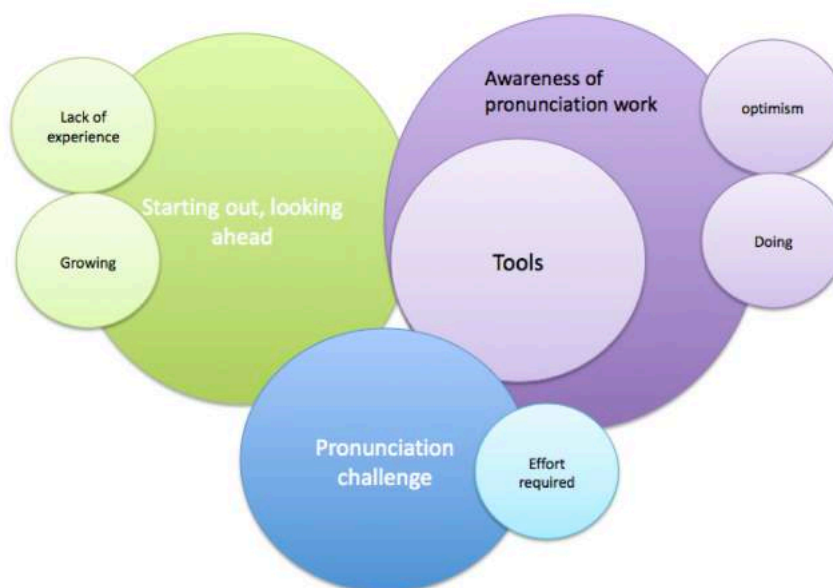 Lack of
experience
Growing
Starting out, looking
ahead
Awareness of
pronunciation work
optimism
Doing
Tools
Pronunciation
challenge
Effort
required